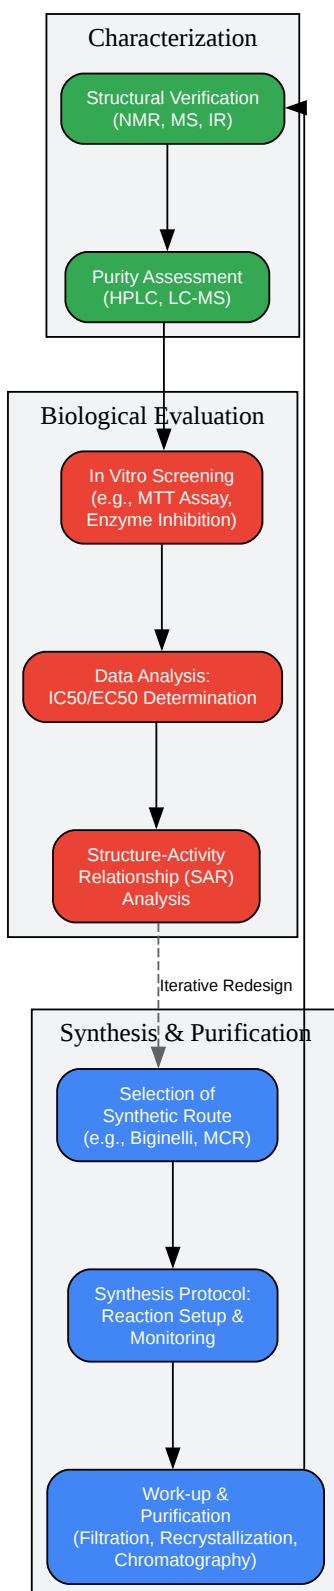 Characterization
Structural Verification
(NMR, MS, IR)
Purity Assessment
(HPLC, LC-MS)
Biological Evaluation
In Vitro Screening
(e.g., MTT Assay,
Enzyme Inhibition)
Data Analysis:
IC50/EC50 Determination
Structure-Activity
Relationship (SAR)
Analysis
Iterative Redesign
Synthesis & Purification
Selection of
Synthetic Route
(e.g., Biginelli, MCR)
Synthesis Protocol:
Reaction Setup &
Monitoring
Work-up &
Purification
(Filtration, Recrystallization,
Chromatography)